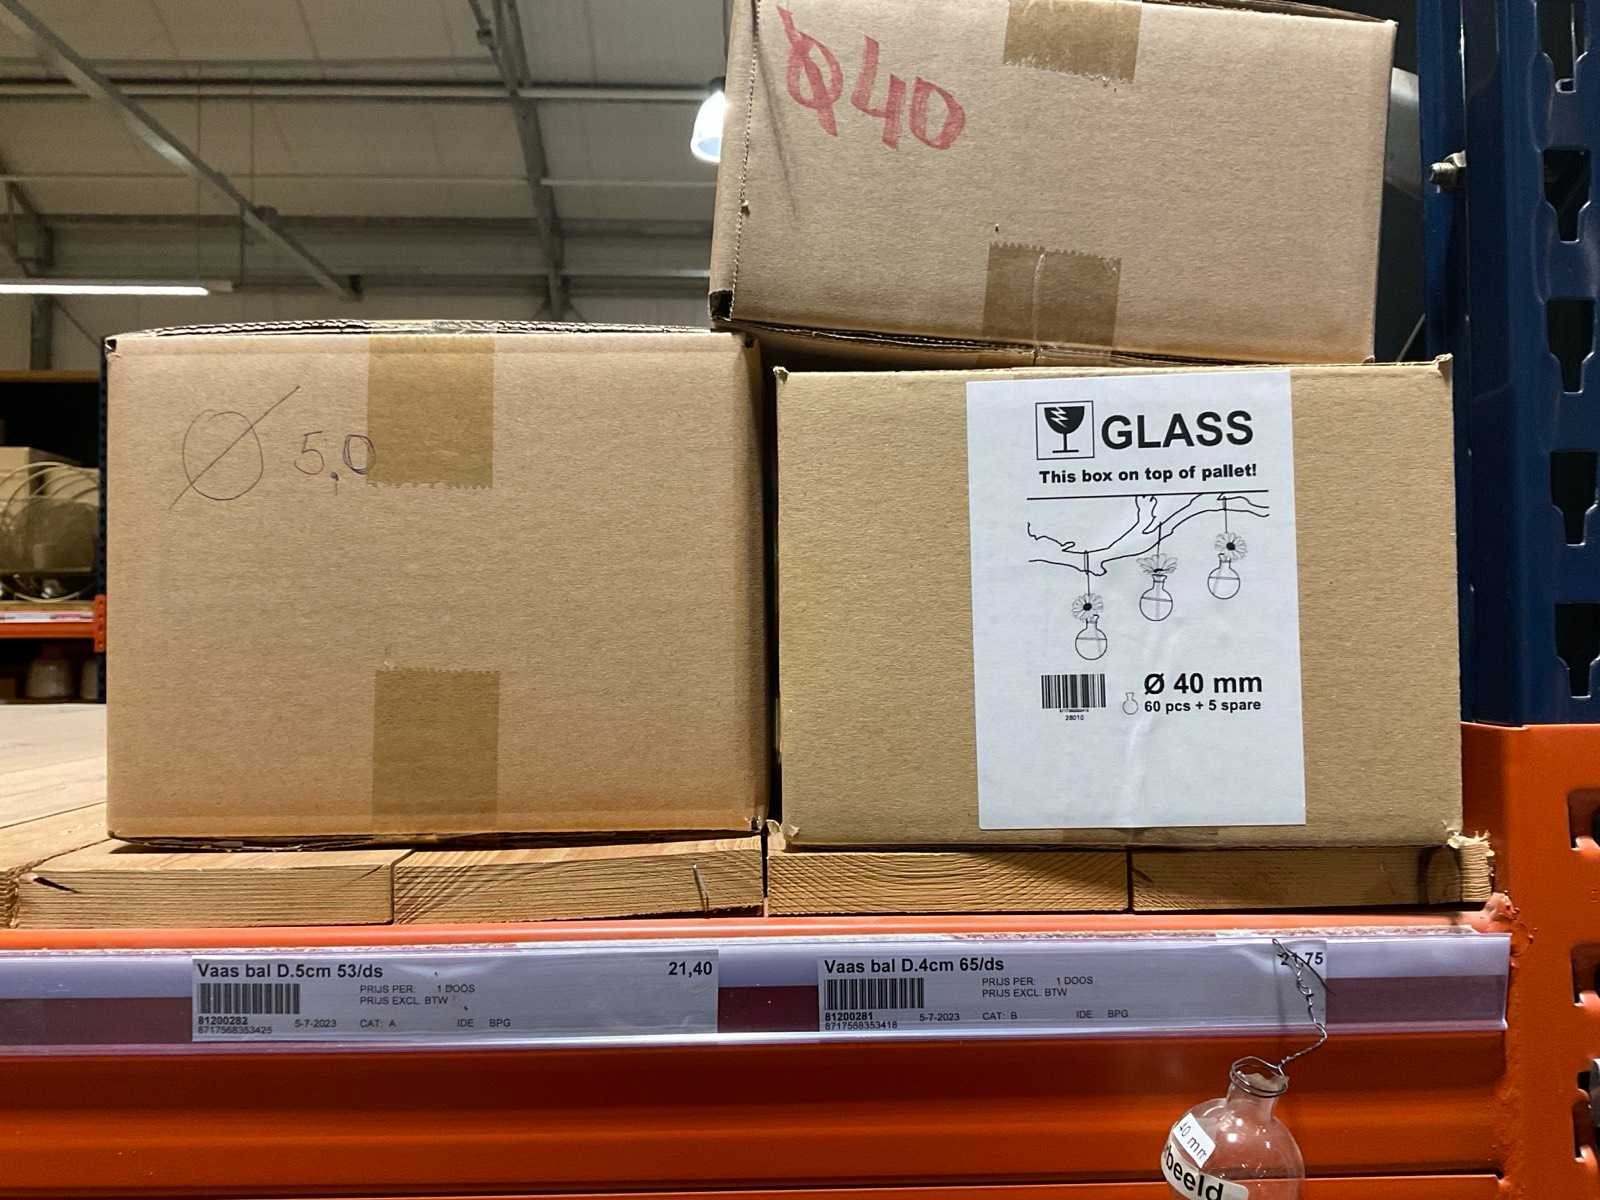 Ø40
Ø 5,0
GLASS
This box on top of pallet!
Ø 40 mm
60 pcs + 5 spare
28010
Vaas bal D.5cm 53/ds
21,40
PRIJS PER: 1 DOOS
PRIJS EXCL. BTW
81200282
5-7-2023 CAT: A IDE BPG
8717568353425
Vaas bal D.4cm 65/ds
21,75
PRIJS PER: 1 DOOS
PRIJS EXCL. BTW
81200281
5-7-2023 CAT: B IDE BPG
8717568353418
40 mm
rbeeld